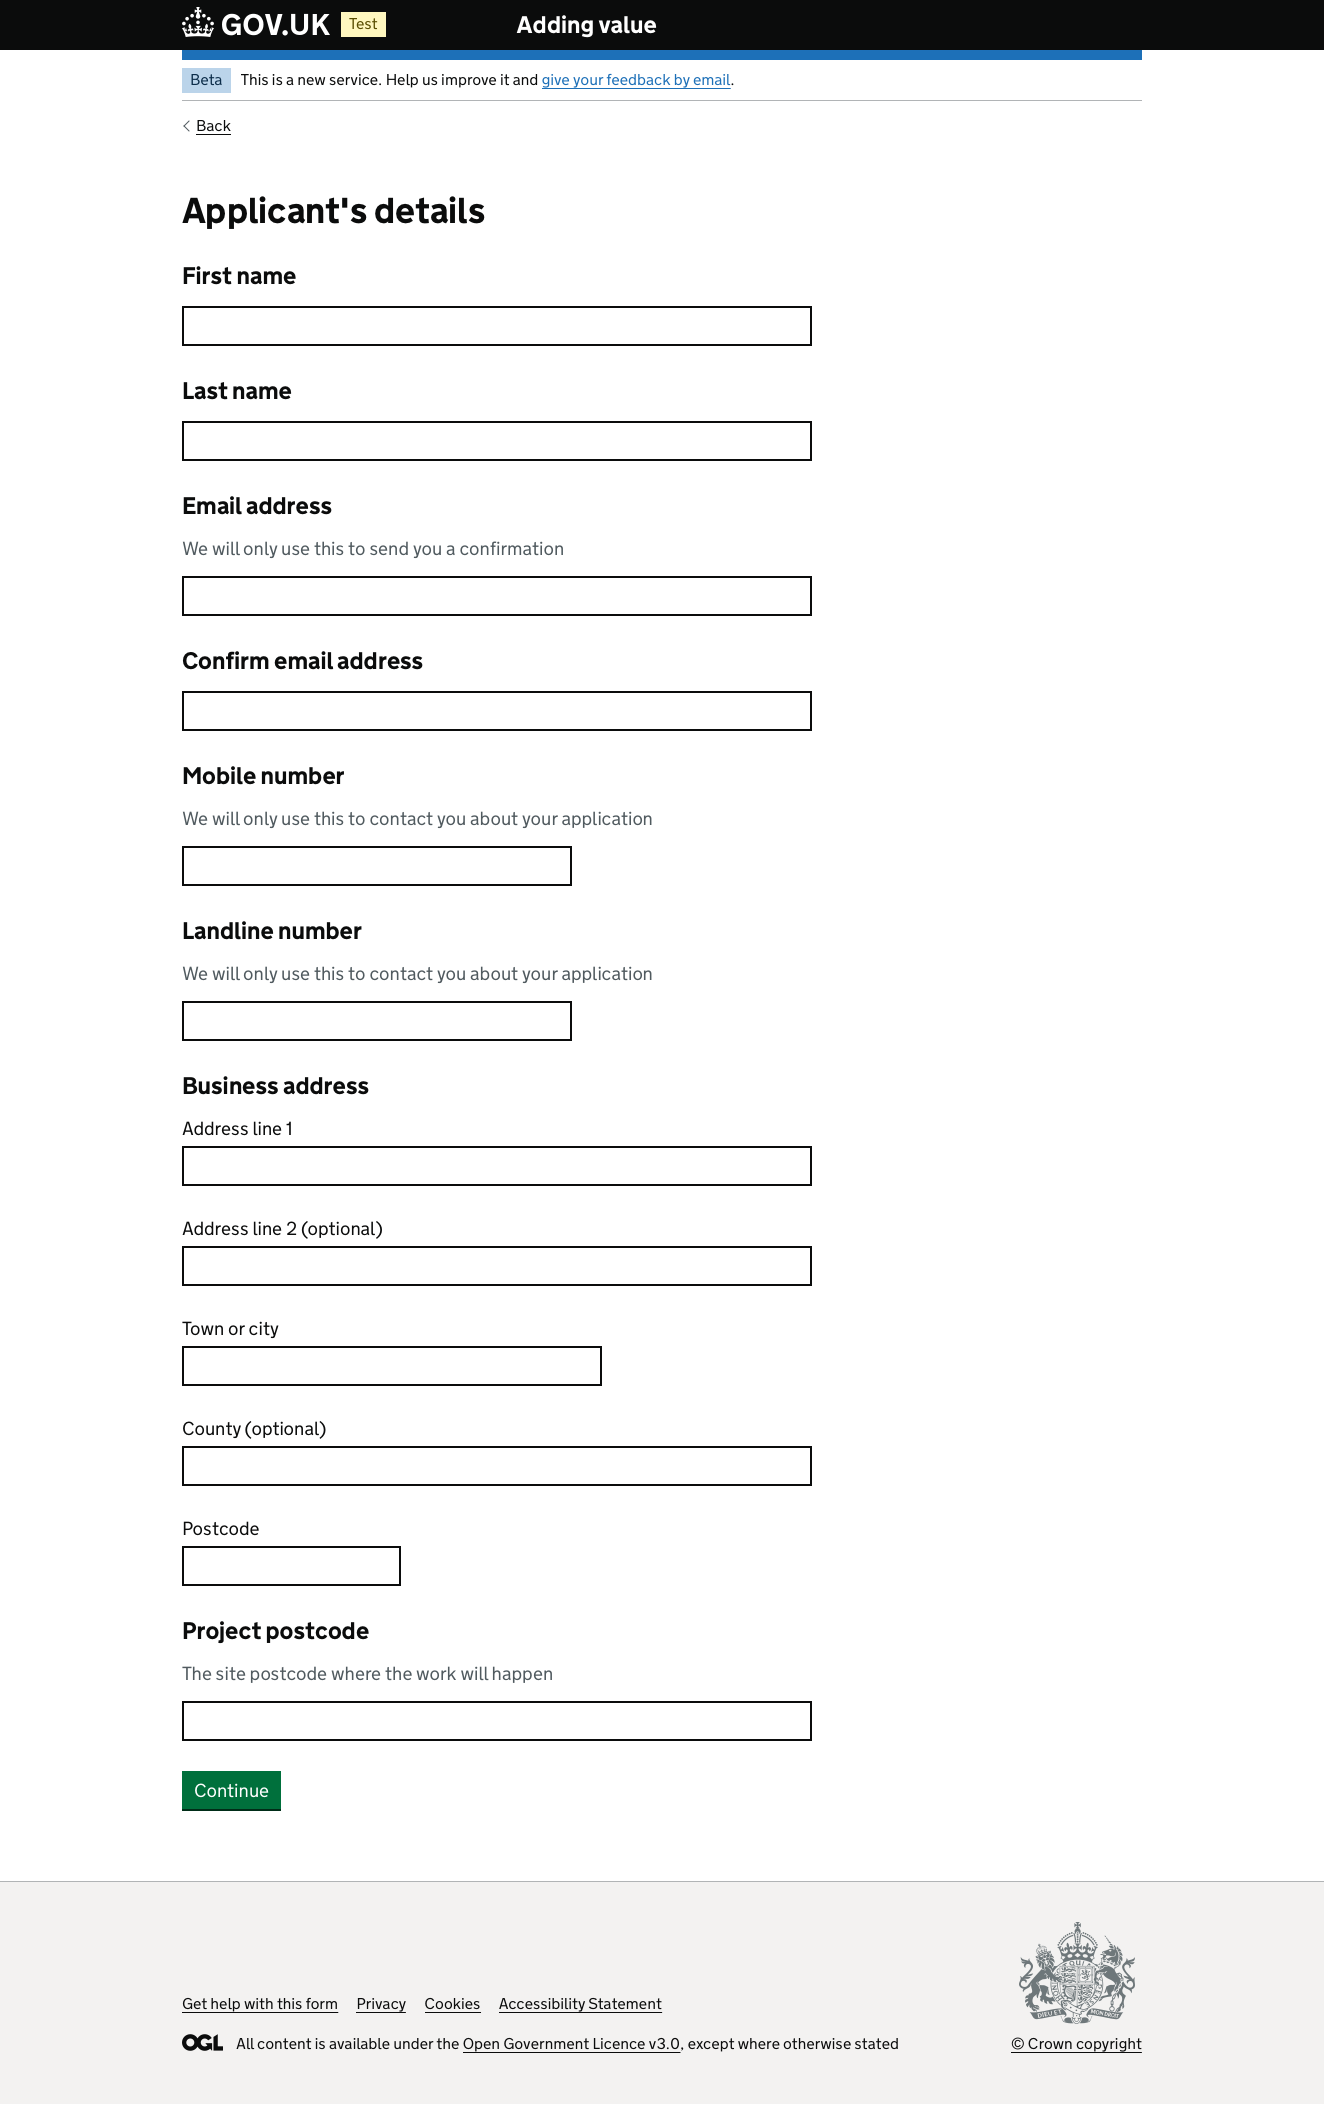 GOV.UK Test Adding value
Beta This is a new service. Help us improve it and give your feedback by email.
Back
Applicant's details
First name
Last name
Email address
We will only use this to send you a confirmation
Confirm email address
Mobile number
We will only use this to contact you about your application
Landline number
We will only use this to contact you about your application
Business address
Address line 1
Address line 2 (optional)
Town or city
County (optional)
Postcode
Project postcode
The site postcode where the work will happen
Continue
Get help with this form Privacy Cookies Accessibility Statement
OGL All content is available under the Open Government Licence v3.0, except where otherwise stated
© Crown copyright